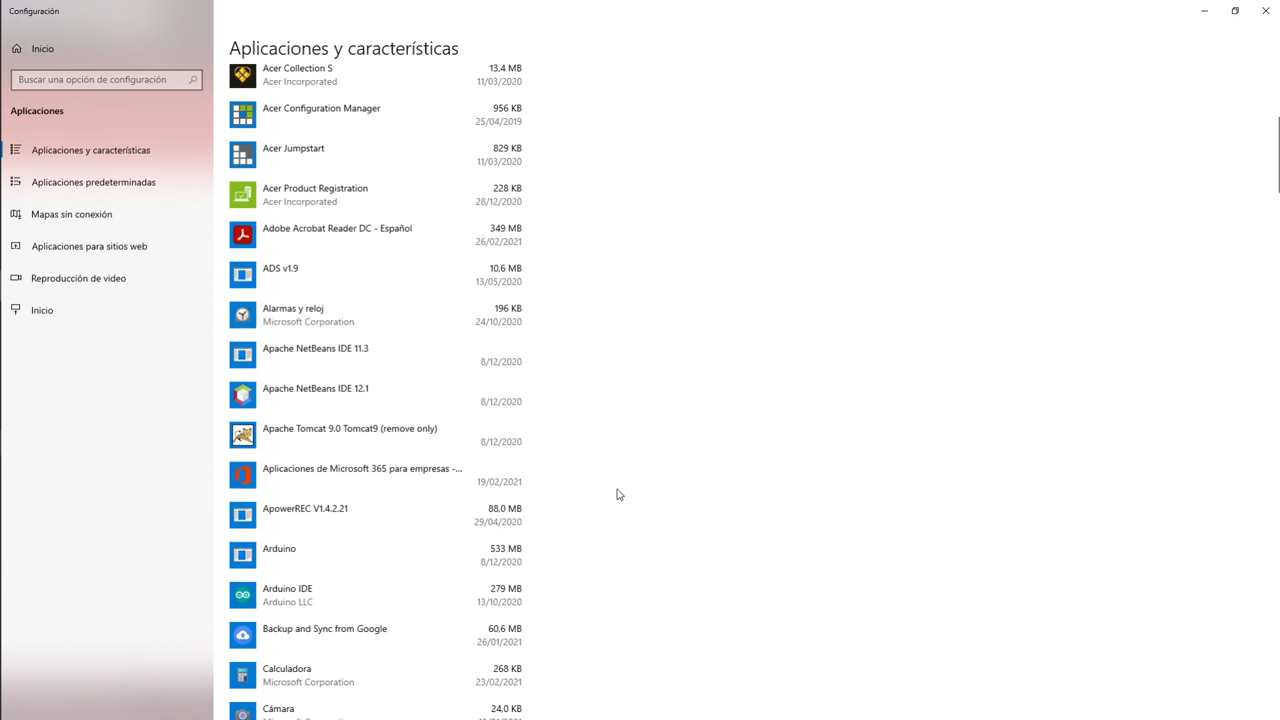 Configuración
Inicio
Buscar una opción de configuración
Aplicaciones
Aplicaciones y características
Aplicaciones predeterminadas
Mapas sin conexión
Aplicaciones para sitios web
Reproducción de video
Inicio
Aplicaciones y características
Acer Collection S 13.4 MB
Acer Incorporated 11/03/2020
Acer Configuration Manager 956 KB
25/04/2019
Acer Jumpstart 829 KB
11/03/2020
Acer Product Registration 228 KB
Acer Incorporated 28/12/2020
Adobe Acrobat Reader DC - Español 349 MB
26/02/2021
ADS v1.9 10,6 MB
13/05/2020
Alarmas y reloj 196 KB
Microsoft Corporation 24/10/2020
Apache NetBeans IDE 11.3
8/12/2020
Apache NetBeans IDE 12.1
8/12/2020
Apache Tomcat 9.0 Tomcat9 (remove only)
8/12/2020
Aplicaciones de Microsoft 365 para empresas -...
19/02/2021
ApowerREC V1.4.2.21 88,0 MB
29/04/2020
Arduino 533 MB
8/12/2020
Arduino IDE 279 MB
Arduino LLC 13/10/2020
Backup and Sync from Google 60,6 MB
26/01/2021
Calculadora 268 KB
Microsoft Corporation 23/02/2021
Cámara 24,0 KB